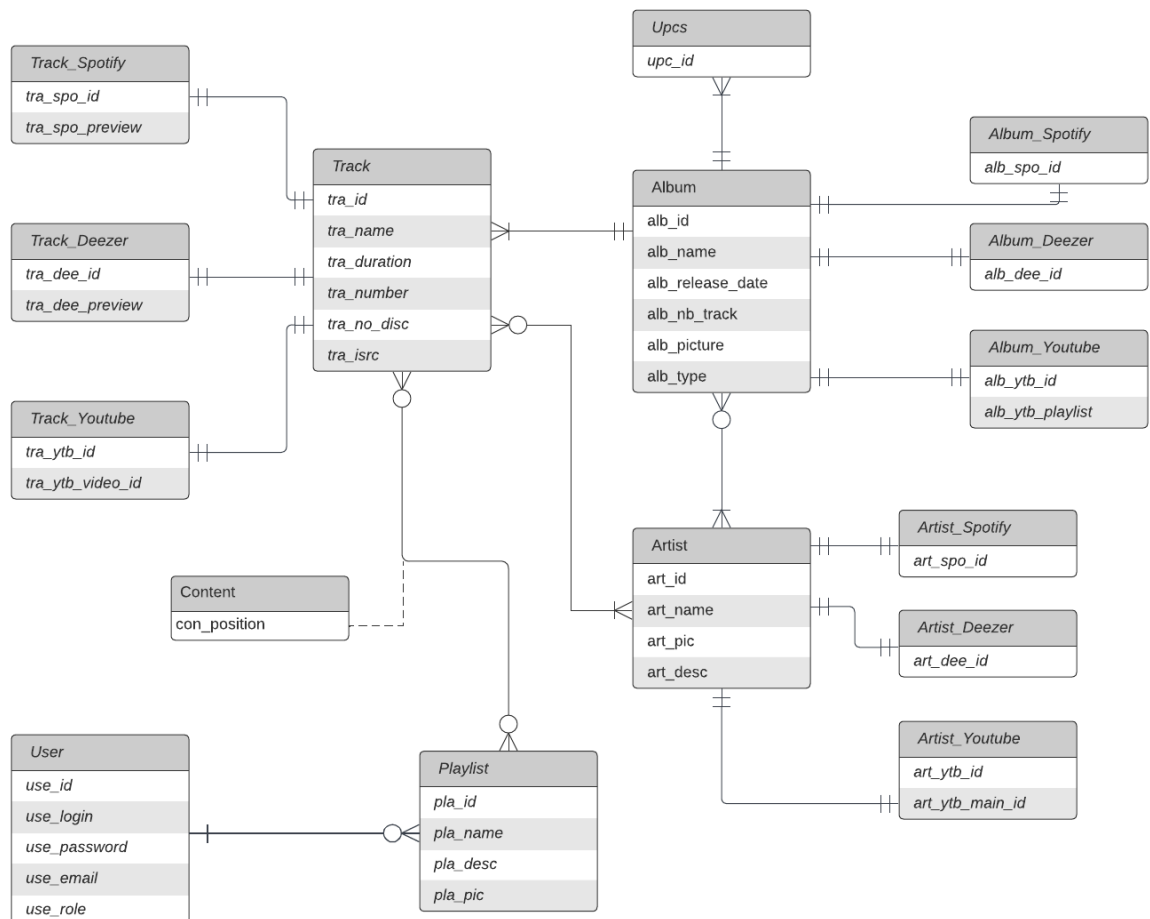 Upcs
upc_id
Track_Spotify
tra_spo_id
tra_spo_preview
Album_Spotify
alb_spo_id
Track
tra_id
tra_name
tra_duration
tra_number
tra_no_disc
tra_isrc
Album
alb_id
alb_name
alb_release_date
alb_nb_track
alb_picture
alb_type
Track_Deezer
tra_dee_id
tra_dee_preview
Album_Deezer
alb_dee_id
Album_Youtube
alb_ytb_id
alb_ytb_playlist
Track_Youtube
tra_ytb_id
tra_ytb_video_id
Artist_Spotify
art_spo_id
Artist
art_id
art_name
art_pic
art_desc
Content
con_position
Artist_Deezer
art_dee_id
Artist_Youtube
art_ytb_id
art_ytb_main_id
User
use_id
use_login
use_password
use_email
use_role
Playlist
pla_id
pla_name
pla_desc
pla_pic